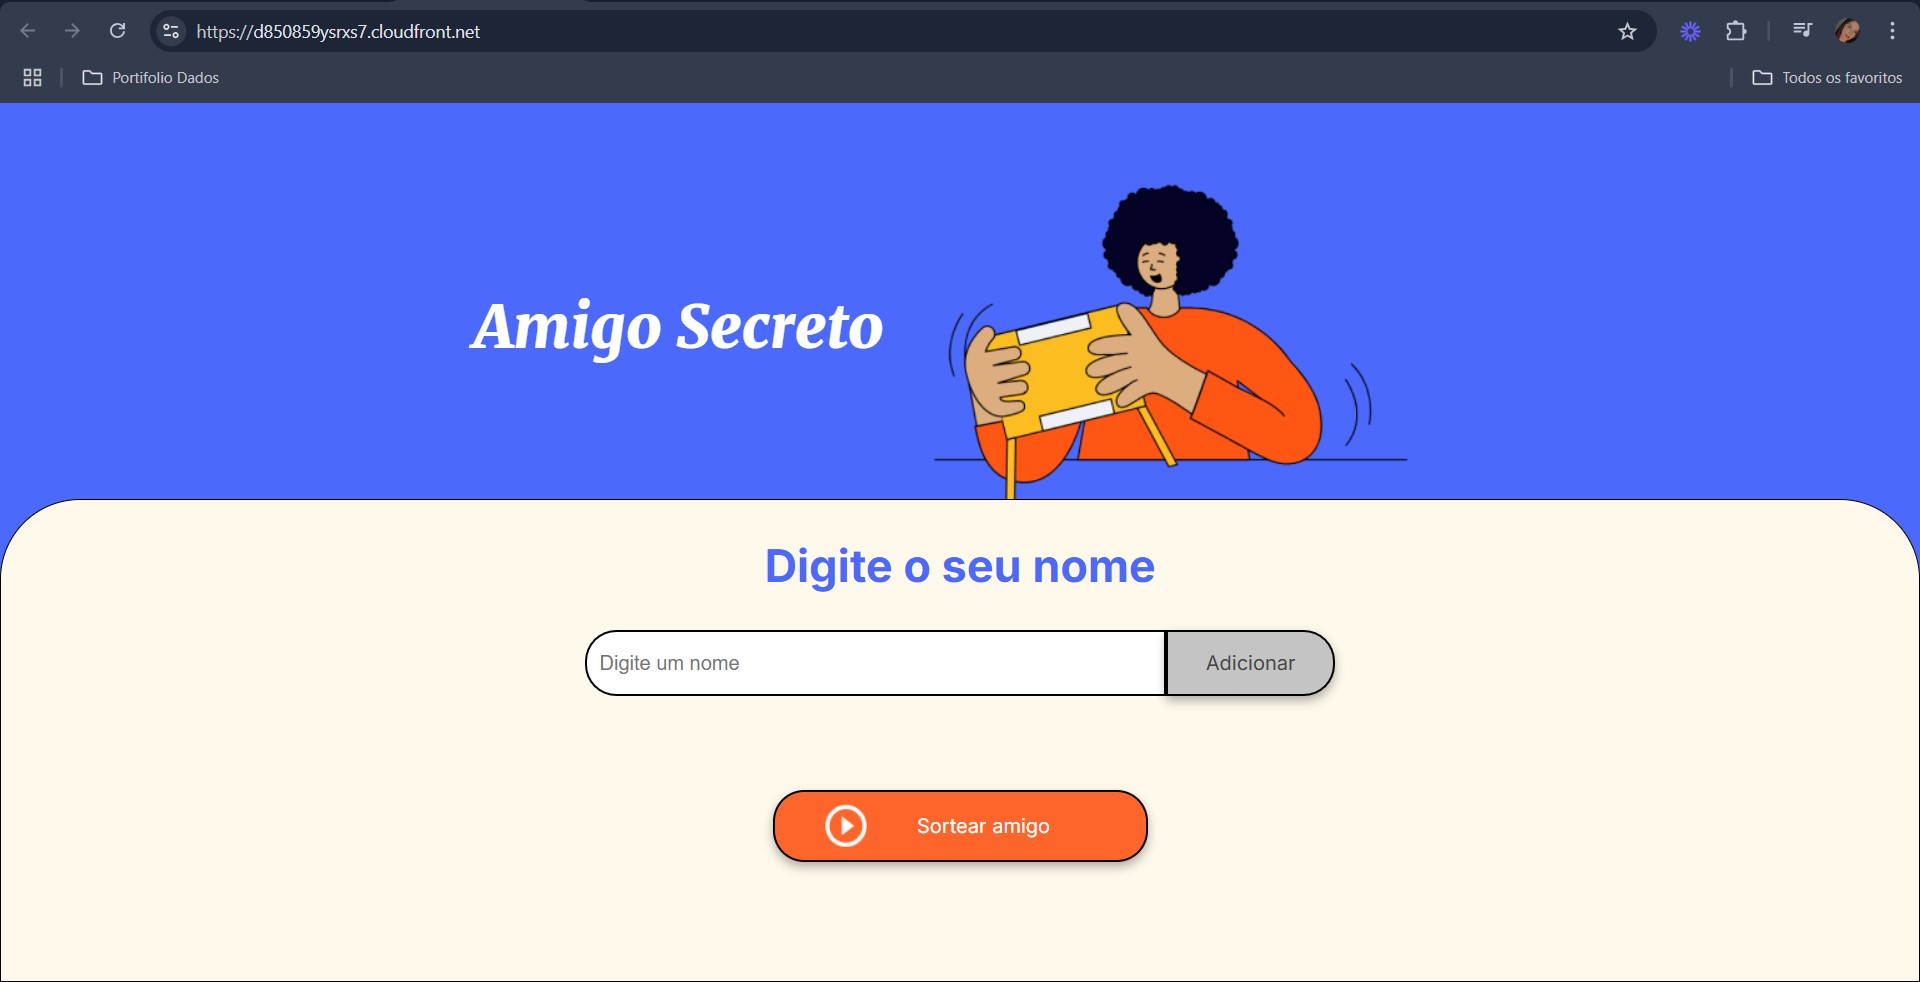 https://d850859ysrxs7.cloudfront.net
Portifolio Dados
Todos os favoritos
Amigo Secreto
Digite o seu nome
Digite um nome
Adicionar
Sortear amigo